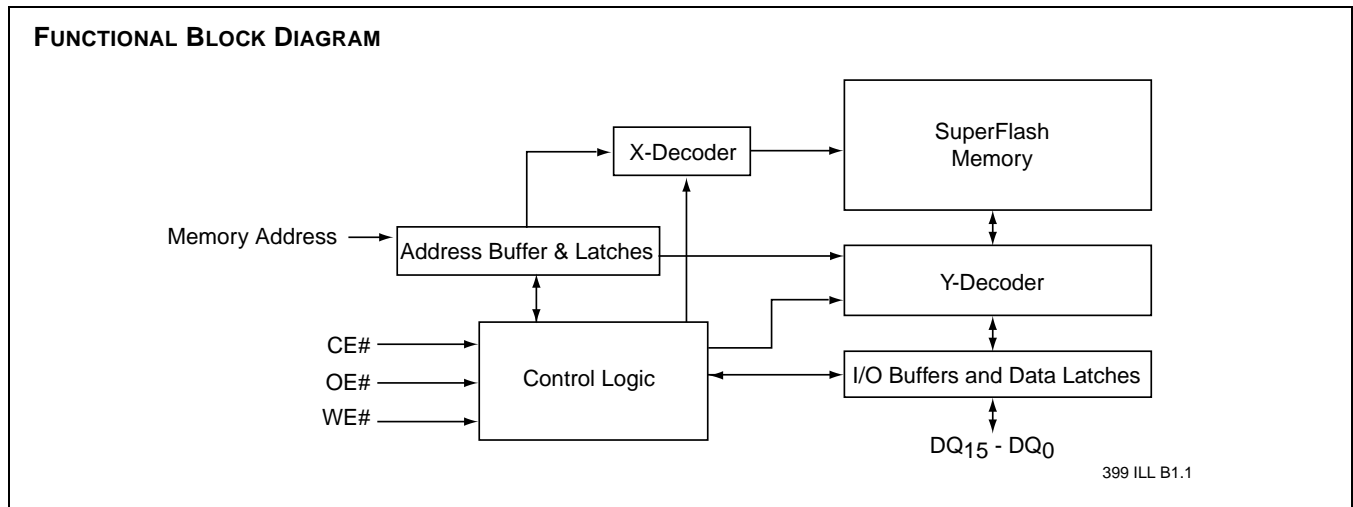 FUNCTIONAL BLOCK DIAGRAM
SuperFlash
Memory
X-Decoder
Memory Address
Address Buffer & Latches
Y-Decoder
CE#
OE#
WE#
Control Logic
I/O Buffers and Data Latches
DQ15 - DQ0
399 ILL B1.1